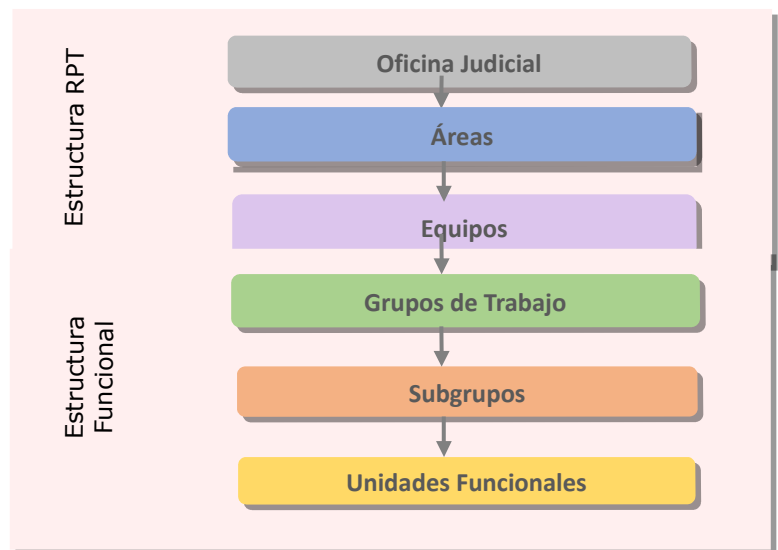 Estructura RPT
Oficina Judicial
Áreas
Equipos
Estructura
Funcional
Grupos de Trabajo
Subgrupos
Unidades Funcionales